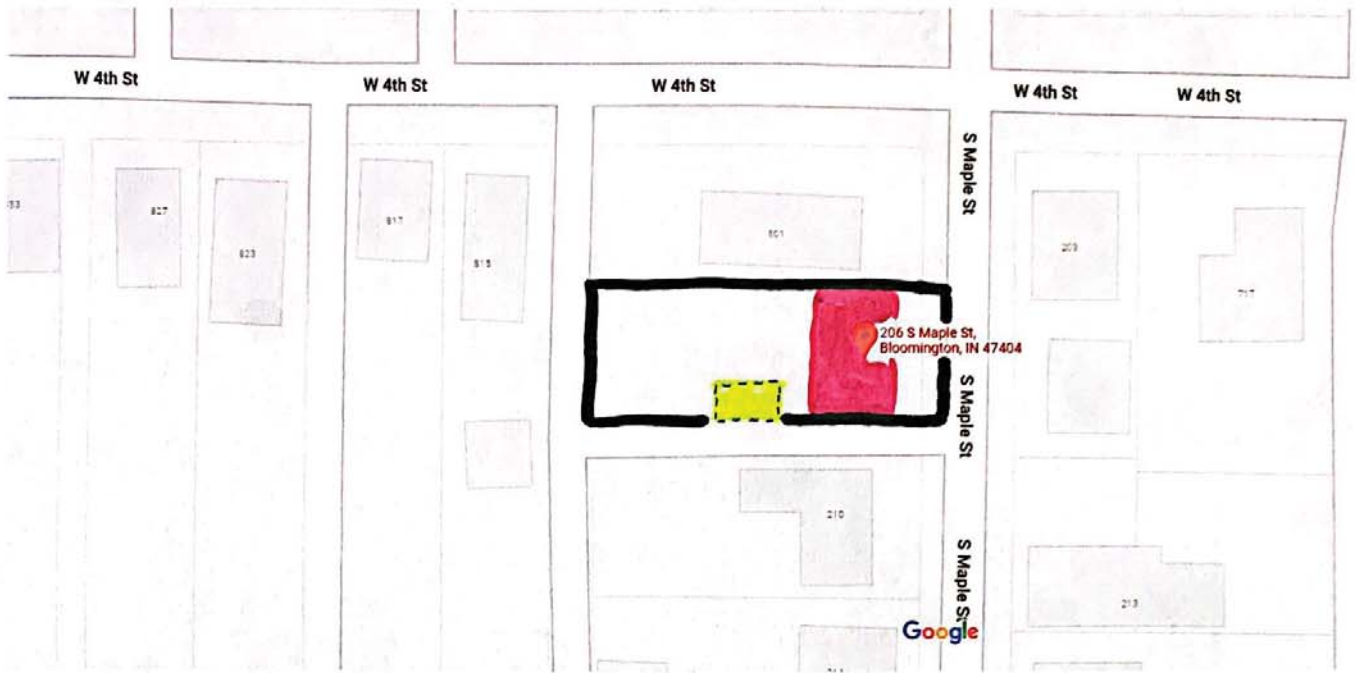 W 4th St
W 4th St
W 4th St
W 4th St
W 4th St
S Maple St
827
823
817
815
801
209
717
206 S Maple St,
Bloomington, IN 47404
S Maple St
210
S Maple St
213
Google